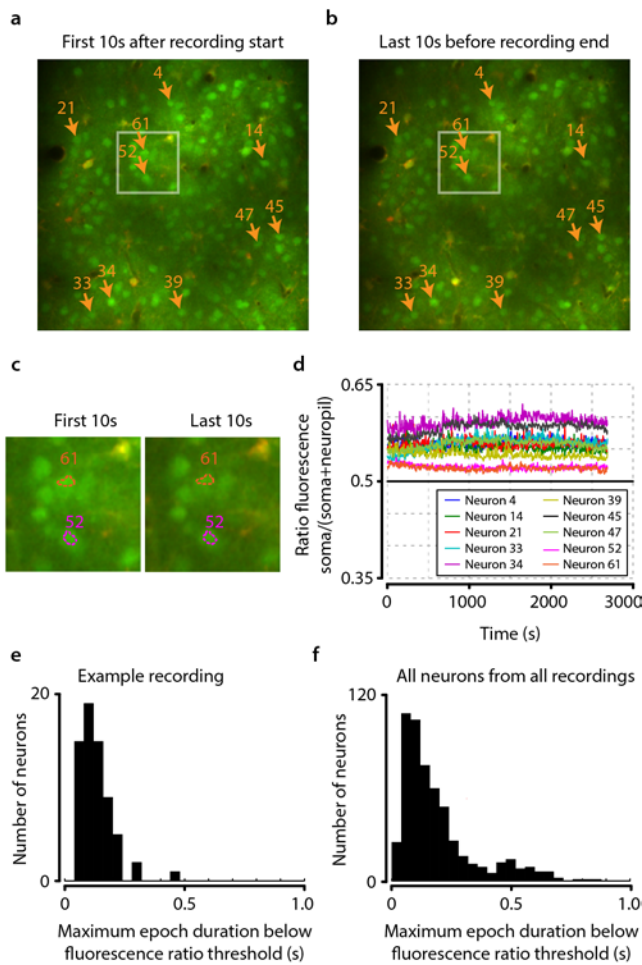 a
First 10s after recording start
4
21
61
52
14
47
45
33
34
39
b
Last 10s before recording end
4
21
61
52
14
47
45
33
34
39
c
First 10s
Last 10s
61
52
61
52
d
Ratio fluorescence
soma/(soma+neuropil)
0.65
0.5
0.35
Neuron 4
Neuron 14
Neuron 21
Neuron 33
Neuron 34
Neuron 39
Neuron 45
Neuron 47
Neuron 52
Neuron 61
0
1000
2000
3000
Time (s)
e
Example recording
Number of neurons
20
0
0
0.5
1.0
Maximum epoch duration below
fluorescence ratio threshold (s)
f
All neurons from all recordings
Number of neurons
120
0
0
0.5
1.0
Maximum epoch duration below
fluorescence ratio threshold (s)